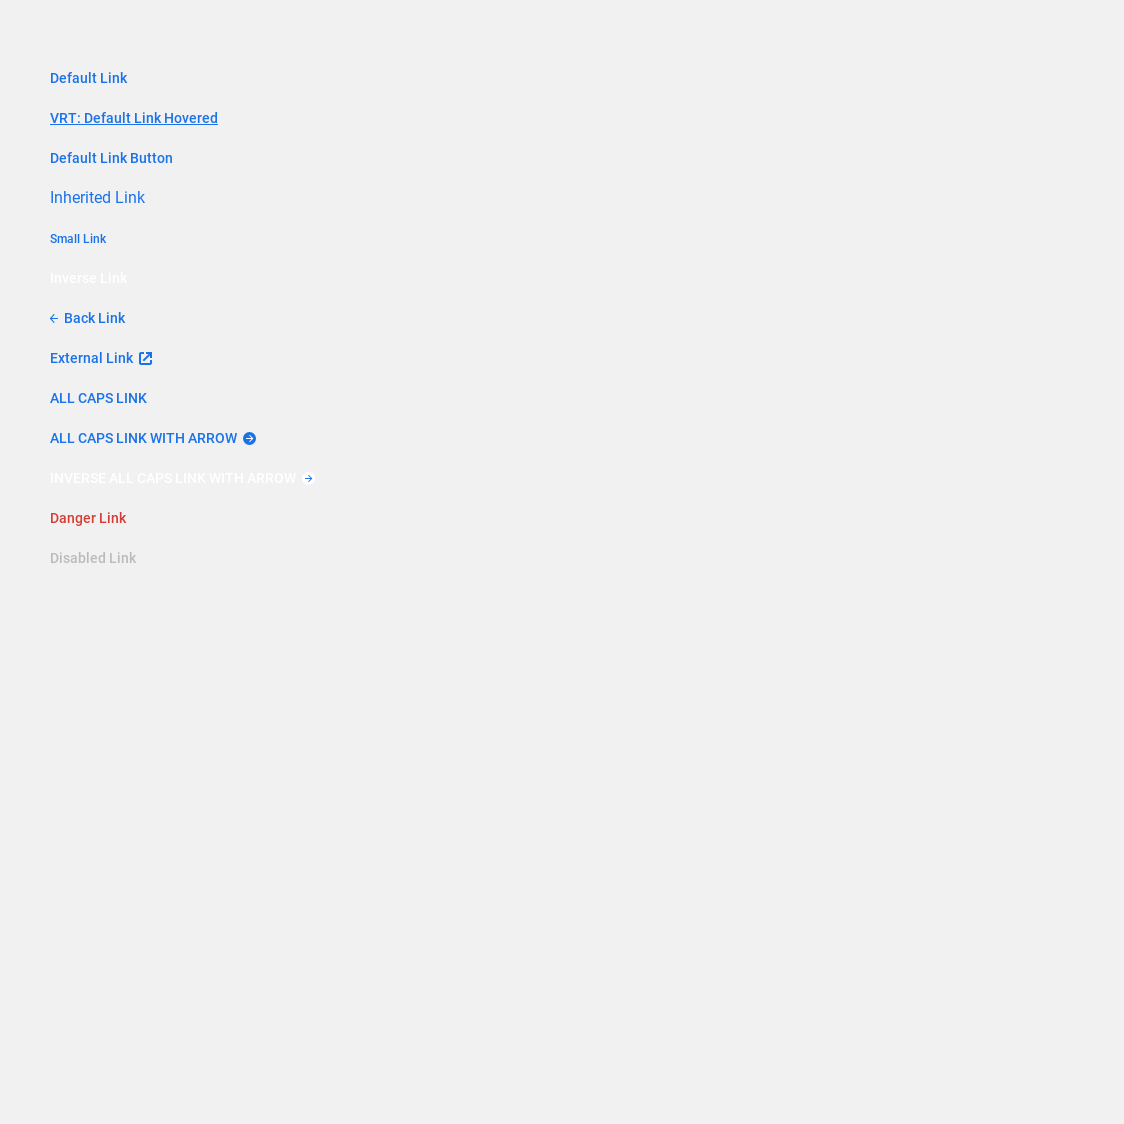 Default Link
VRT: Default Link Hovered
Default Link Button
Inherited Link
Small Link
Inverse Link
Back Link
External Link
ALL CAPS LINK
ALL CAPS LINK WITH ARROW
INVERSE ALL CAPS LINK WITH ARROW
Danger Link
Disabled Link